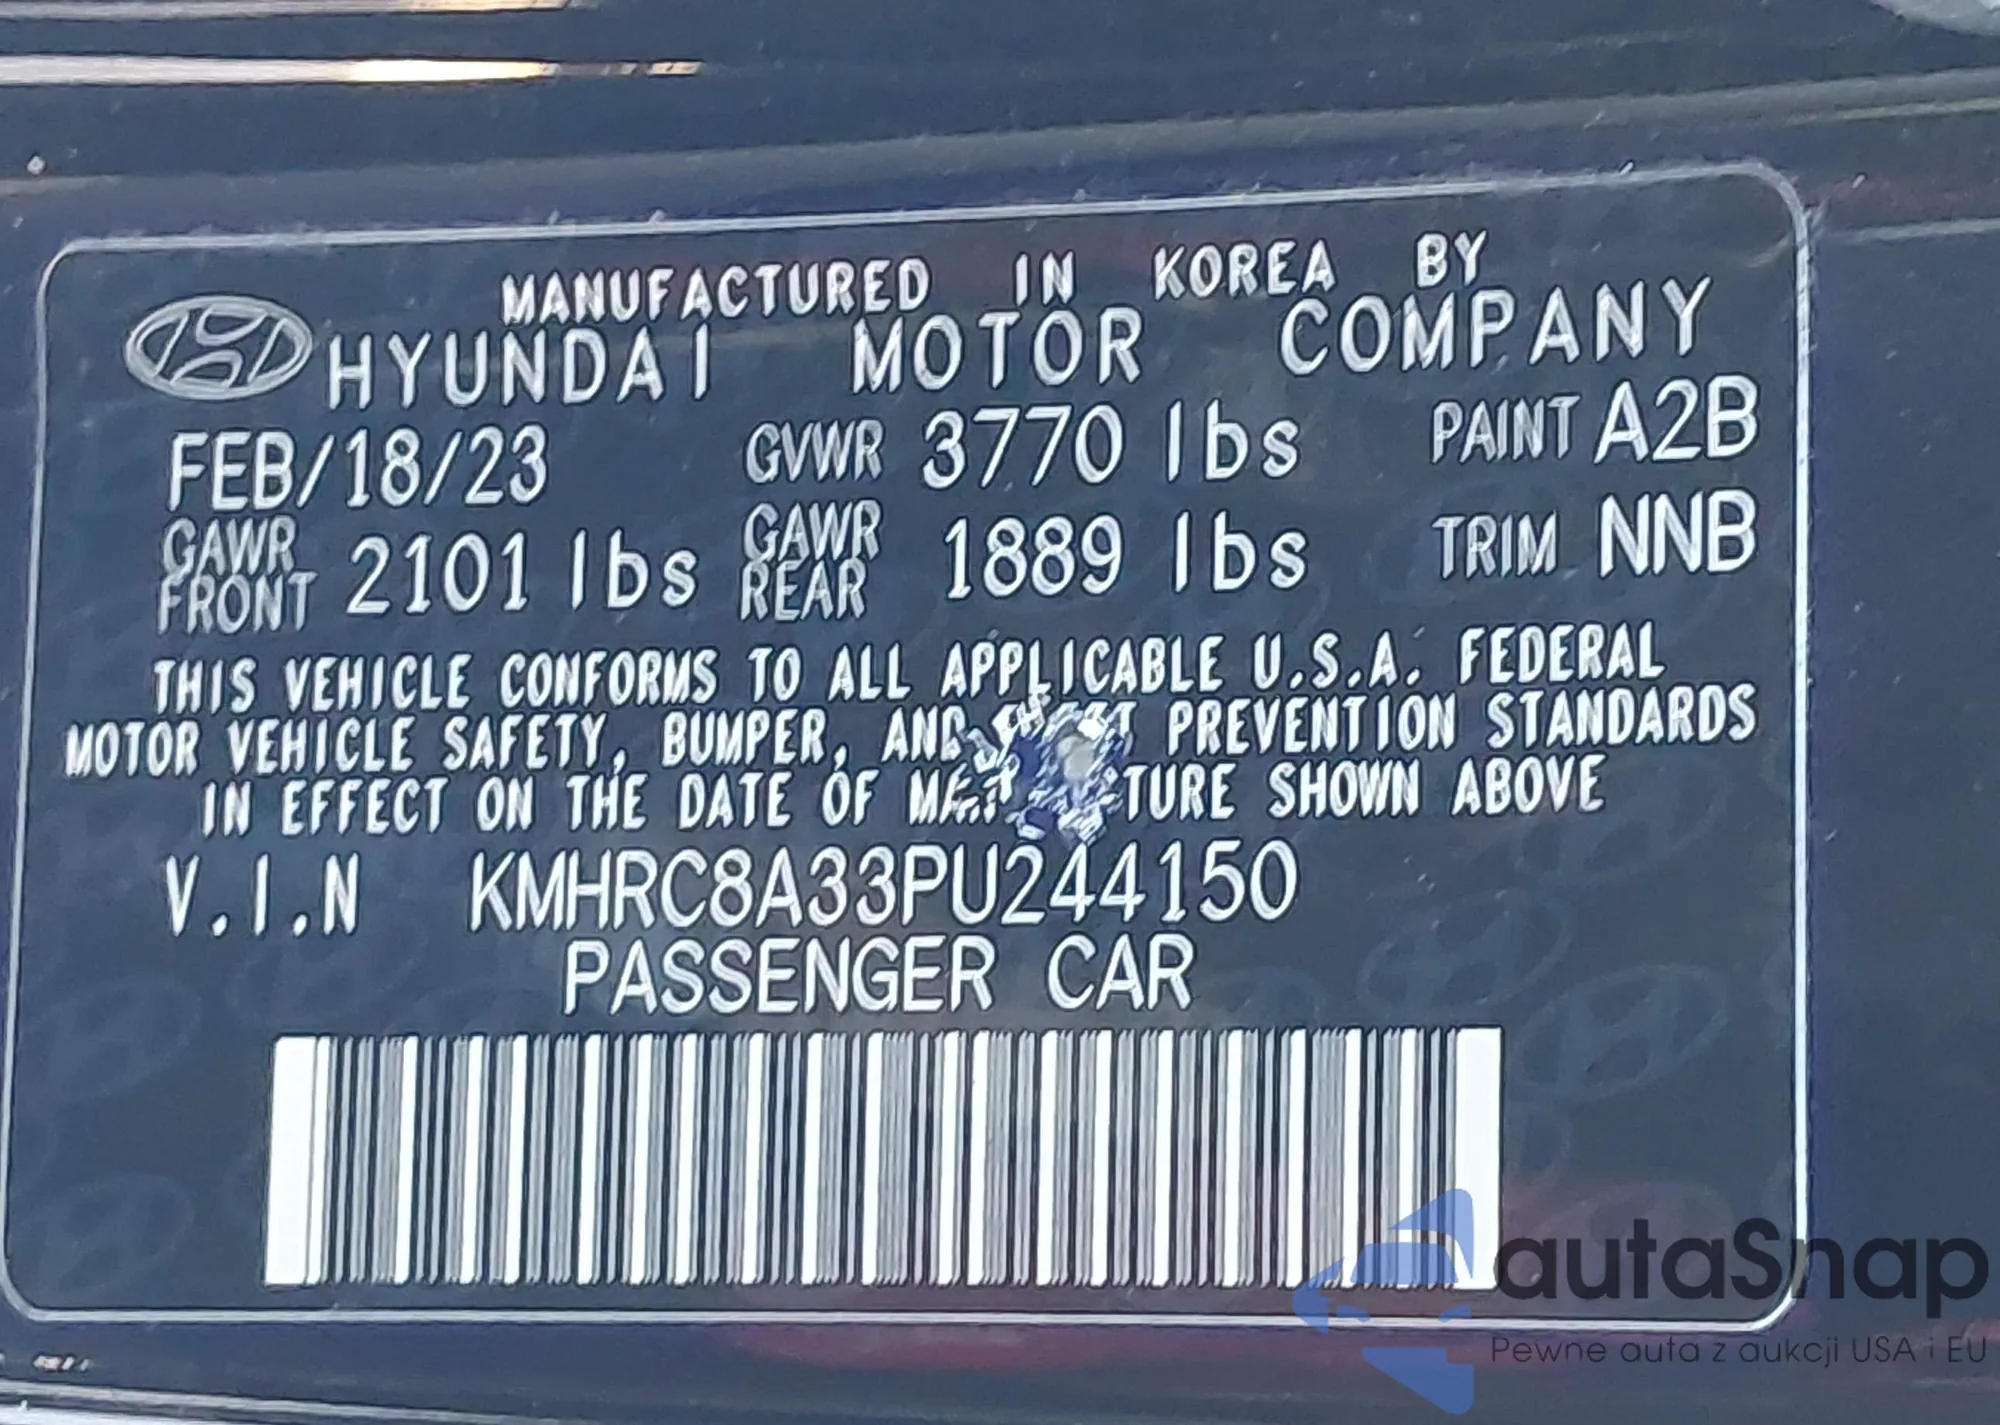 MANUFACTURED IN KOREA BY
HYUNDAI MOTOR COMPANY
FEB/18/23 GVWR 3770 lbs PAINT A2B
GAWR FRONT 2101 lbs GAWR REAR 1889 lbs TRIM NNB
THIS VEHICLE CONFORMS TO ALL APPLICABLE U.S.A. FEDERAL
MOTOR VEHICLE SAFETY, BUMPER, AND PREVENTION STANDARDS
IN EFFECT ON THE DATE OF SHOWN ABOVE
V.I.N KMHRC8A33PU244150
PASSENGER CAR
autaSnap
Pewne auta z aukcji USA i EU